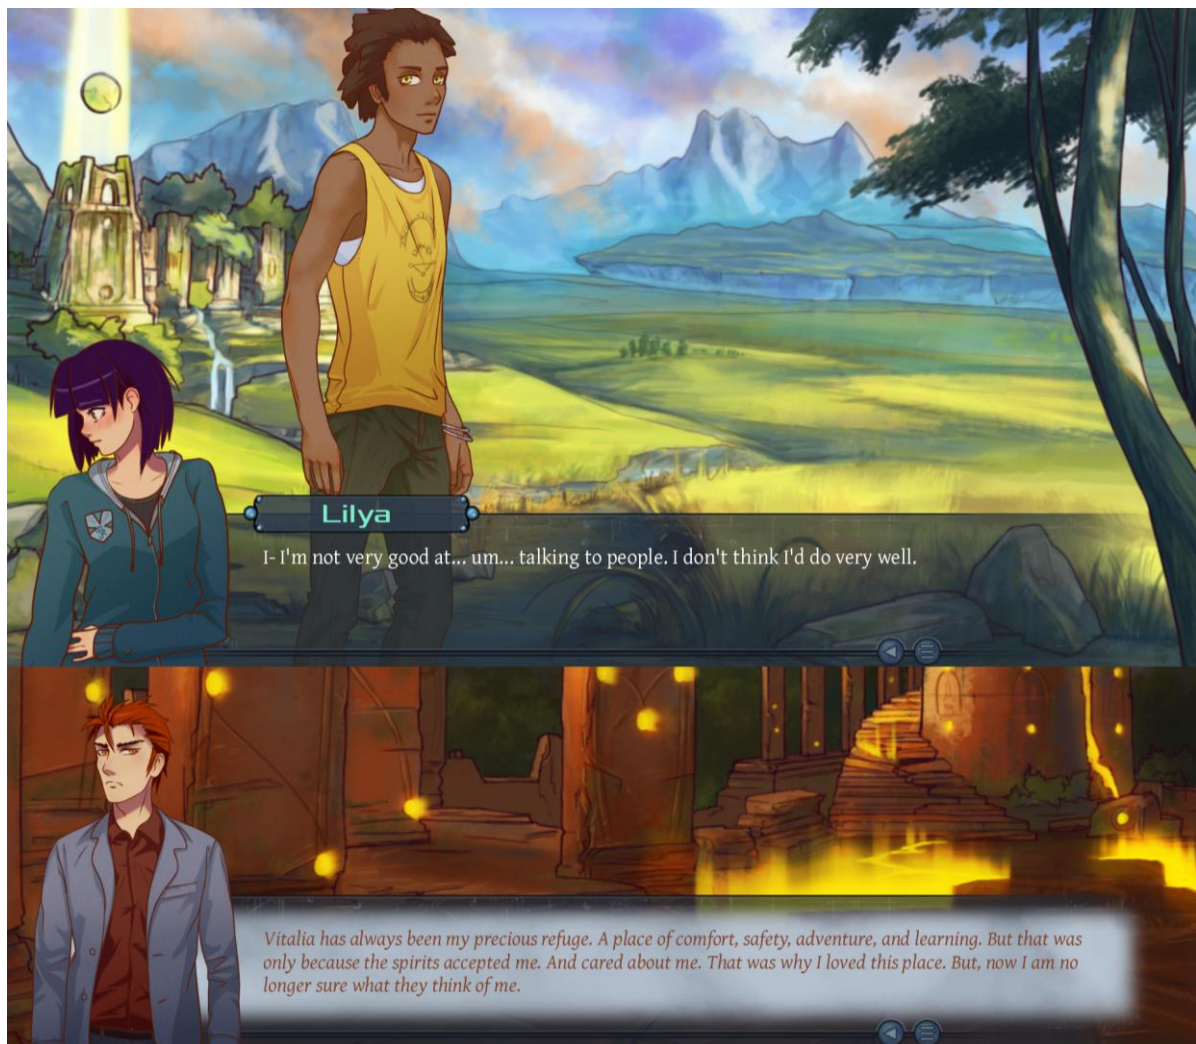 Lilya
I- I'm not very good at... um... talking to people. I don't think I'd do very well.
Vitalia has always been my precious refuge. A place of comfort, safety, adventure, and learning. But that was
only because the spirits accepted me. And cared about me. That was why I loved this place. But, now I am no
longer sure what they think of me.